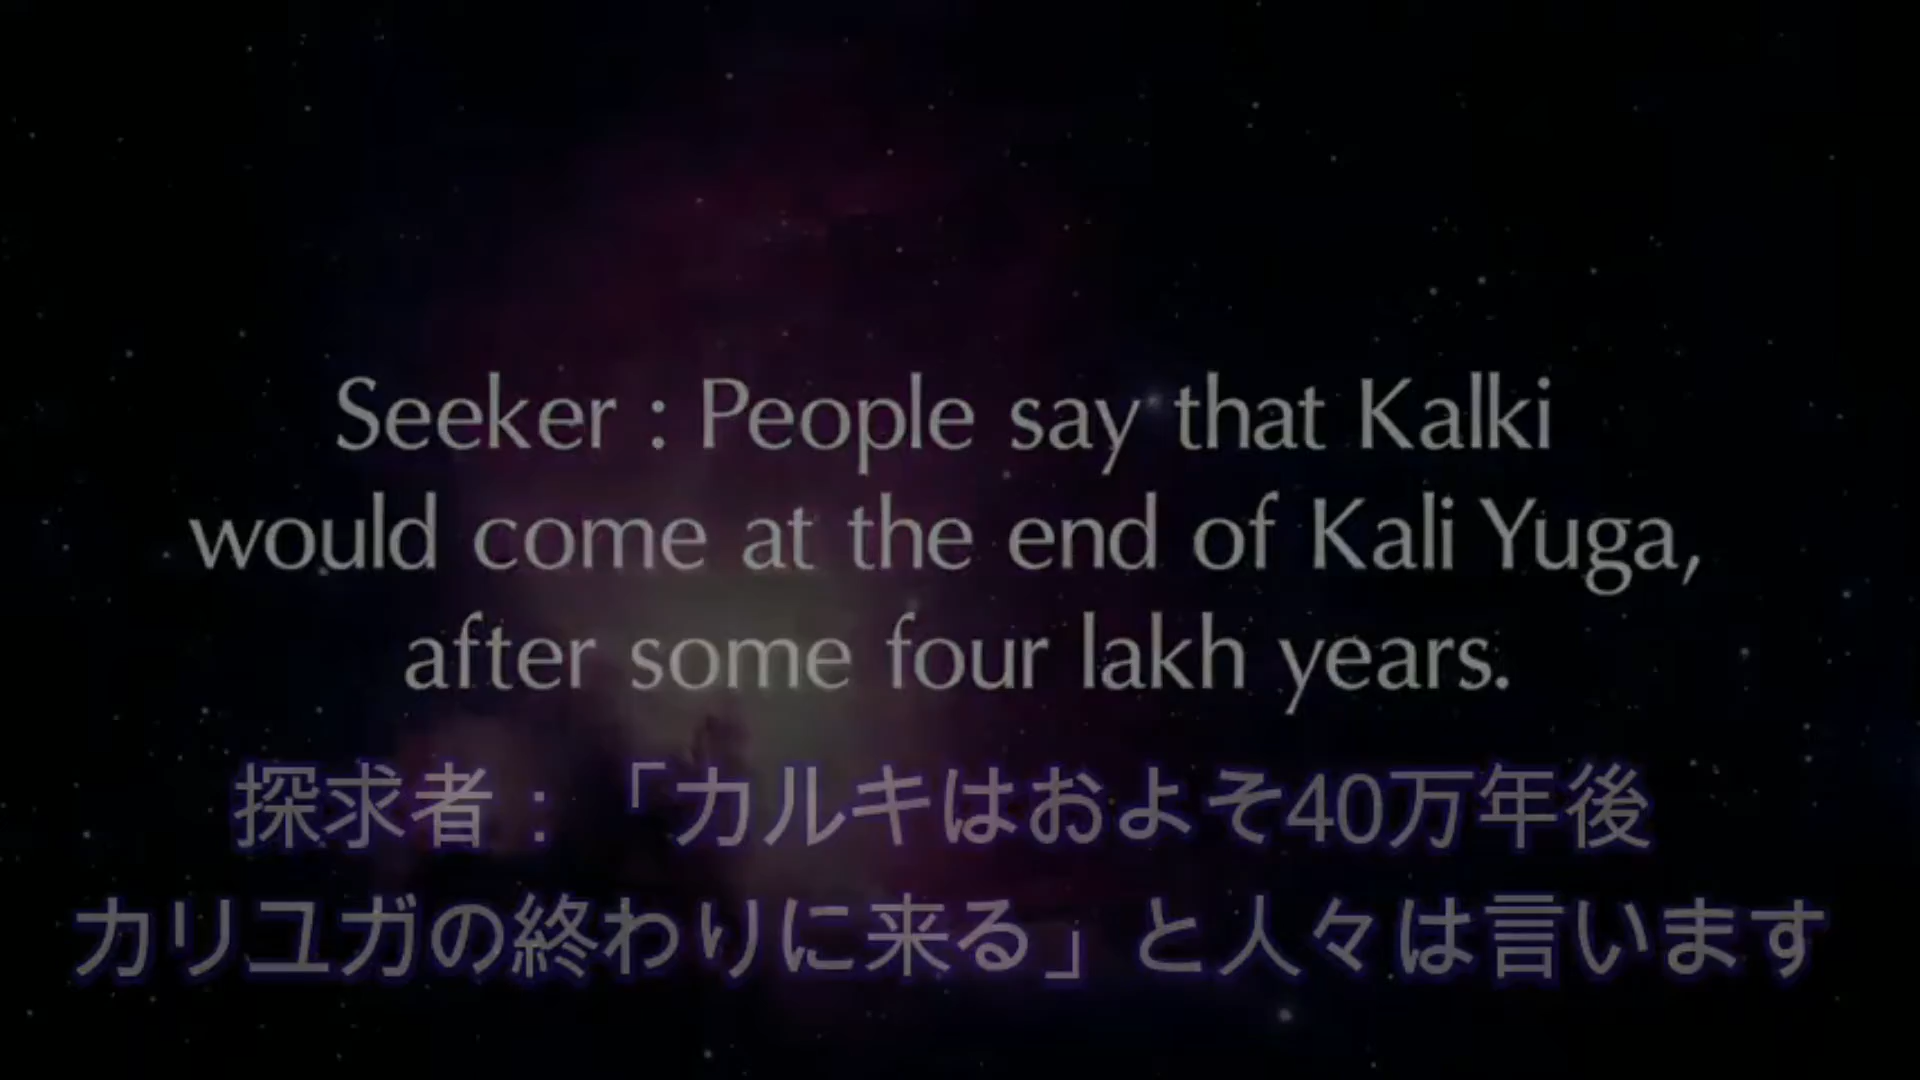 Seeker : People say that Kalki
would come at the end of Kali Yuga,
after some four lakh years.
探求者：「カルキはおよそ40万年後
カリユガの終わりに来る」と人々は言います